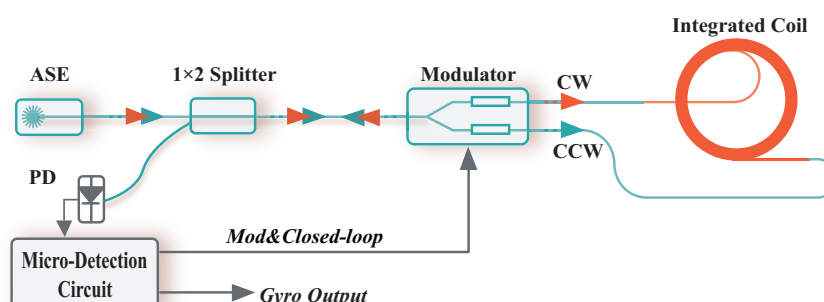 Integrated Coil
ASE
1×2 Splitter
Modulator
CW
CCW
PD
Mod&Closed-loop
Micro-Detection
Circuit
Gyro Output